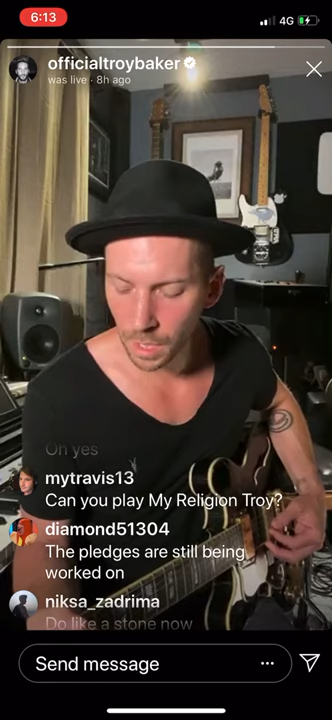 6:13
4G
officialtroybaker
was live · 8h ago
Oh yes
mytravis13
Can you play My Religion Troy?
diamond51304
The pledges are still being
worked on
niksa_zadrima
Do like a stone now
Send message